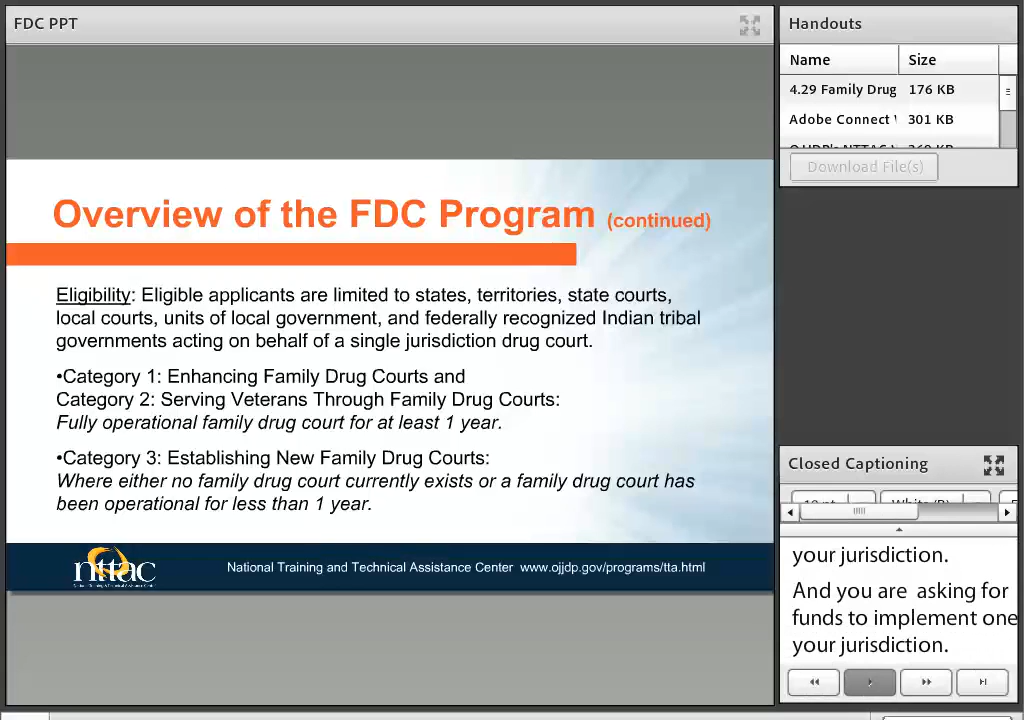 FDC PPT
Overview of the FDC Program (continued)
Eligibility: Eligible applicants are limited to states, territories, state courts,
local courts, units of local government, and federally recognized Indian tribal
governments acting on behalf of a single jurisdiction drug court.
•Category 1: Enhancing Family Drug Courts and
Category 2: Serving Veterans Through Family Drug Courts:
Fully operational family drug court for at least 1 year.
•Category 3: Establishing New Family Drug Courts:
Where either no family drug court currently exists or a family drug court has
been operational for less than 1 year.
nttac
National Training and Technical Assistance Center www.ojjdp.gov/programs/tta.html
Handouts
Name Size
4.29 Family Drug 176 KB
Adobe Connect 301 KB
Download File(s)
Closed Captioning
your jurisdiction.
And you are asking for
funds to implement one
your jurisdiction.